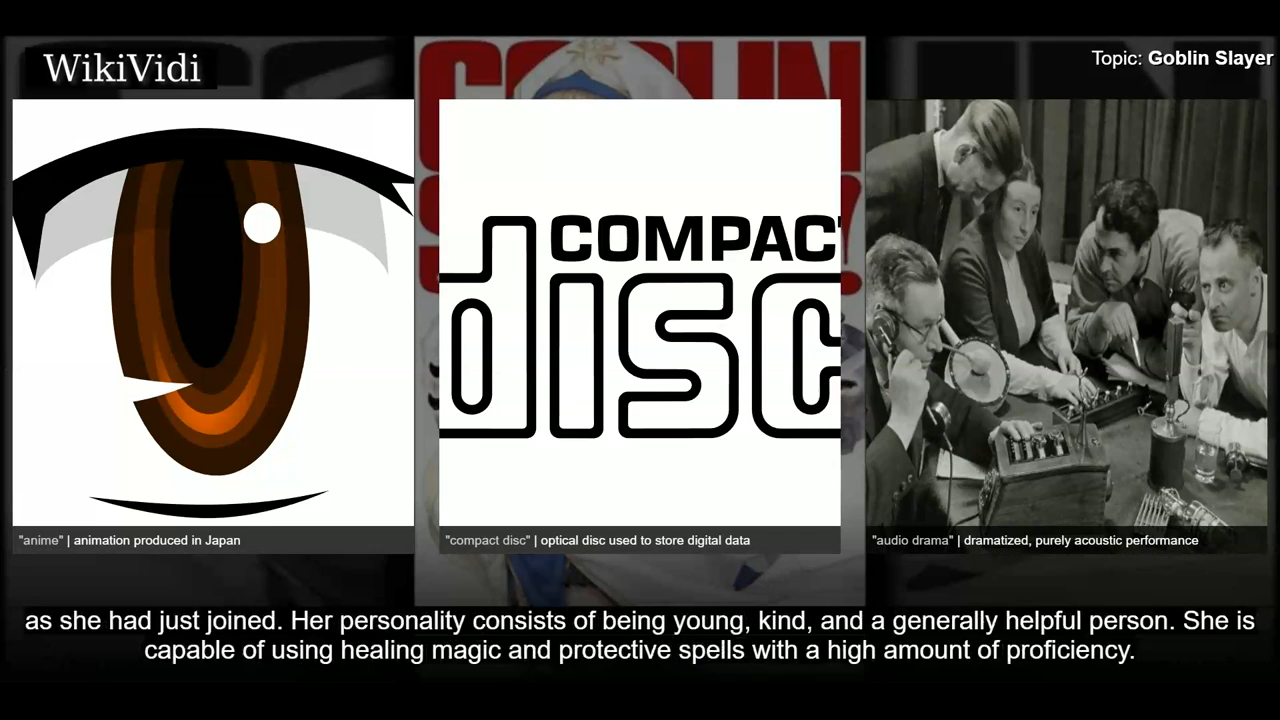 WikiVidi
Topic: Goblin Slayer
COMPAC
disc
"anime" | animation produced in Japan
"compact disc" | optical disc used to store digital data
"audio drama" | dramatized, purely acoustic performance
as she had just joined. Her personality consists of being young, kind, and a generally helpful person. She is
capable of using healing magic and protective spells with a high amount of proficiency.